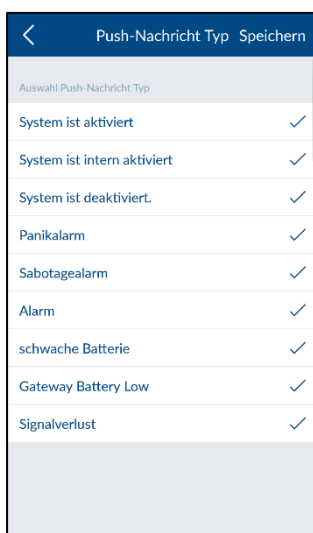 Push-Nachricht Typ Speichern
Auswahl Push-Nachricht Typ
System ist aktiviert
System ist intern aktiviert
System ist deaktiviert.
Panikalarm
Sabotagealarm
Alarm
schwache Batterie
Gateway Battery Low
Signalverlust